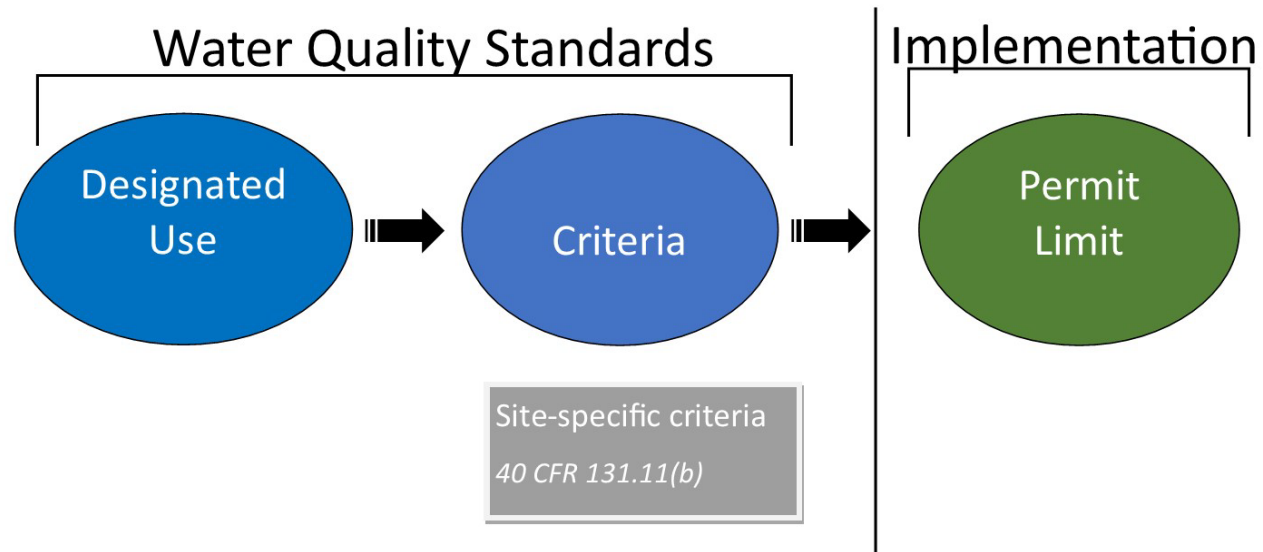 Water Quality Standards
Implementation
Designated
Use
Criteria
Permit
Limit
Site-specific criteria
40 CFR 131.11(b)